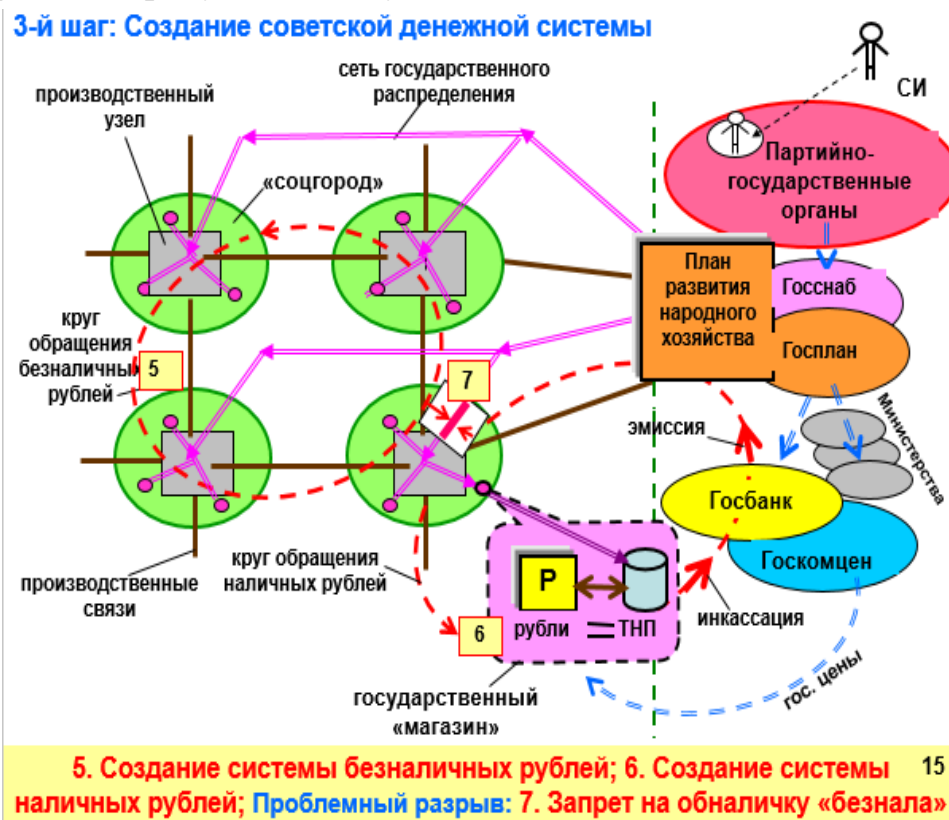 3-й шаг: Создание советской денежной системы
сеть государственного
распределения
производственный
узел
СИ
«соцгород»
Партийно-
государственные
органы
План
развития
народного
хозяйства
Госснаб
Госплан
круг
обращения
безналичны
рублей
5
7
Министерства
эмиссия
Госбанк
Госкомцен
производственные
связи
круг обращения
наличных рублей
Р
6
рубли
ТНП
инкассация
гос. цены
государственный
«магазин»
5. Создание системы безналичных рублей; 6. Создание системы
15
наличных рублей; Проблемный разрыв: 7. Запрет на обналичку «безнала»